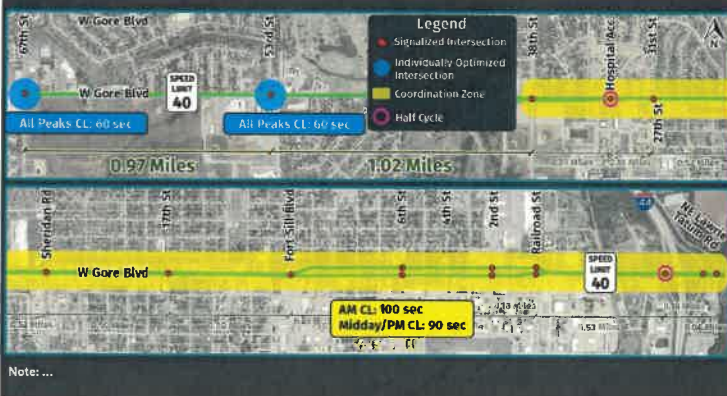 67th St
W Gore Blvd
53rd St
Legend
Signalized Intersection
Individually Optimized
Intersection
Coordination Zone
Half Cycle
38th St
Hospital Acc.
31st St
27th St
N
W Gore Blvd
SPEED
LIMIT
40
All Peaks CL: 60 sec
All Peaks CL: 60 sec
0.97 Miles
1.02 Miles
Sheridan Rd
17th St
Fort Sill Blvd
6th St
4th St
2nd St
Railroad St
44
NE Lawrie
Tatum Rd
W Gore Blvd
SPEED
LIMIT
40
AM CL: 100 sec
Midday/PM CL: 90 sec
Note: ...